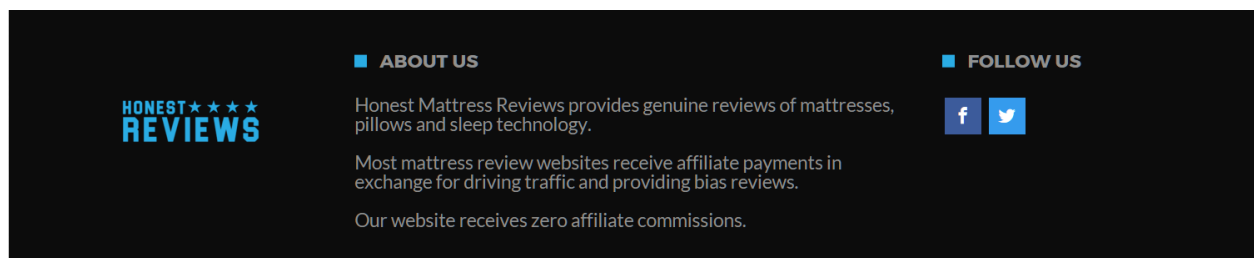 HONEST★★★★
REVIEWS
ABOUT US
Honest Mattress Reviews provides genuine reviews of mattresses,
pillows and sleep technology.
Most mattress review websites receive affiliate payments in
exchange for driving traffic and providing bias reviews.
Our website receives zero affiliate commissions.
FOLLOW US
f